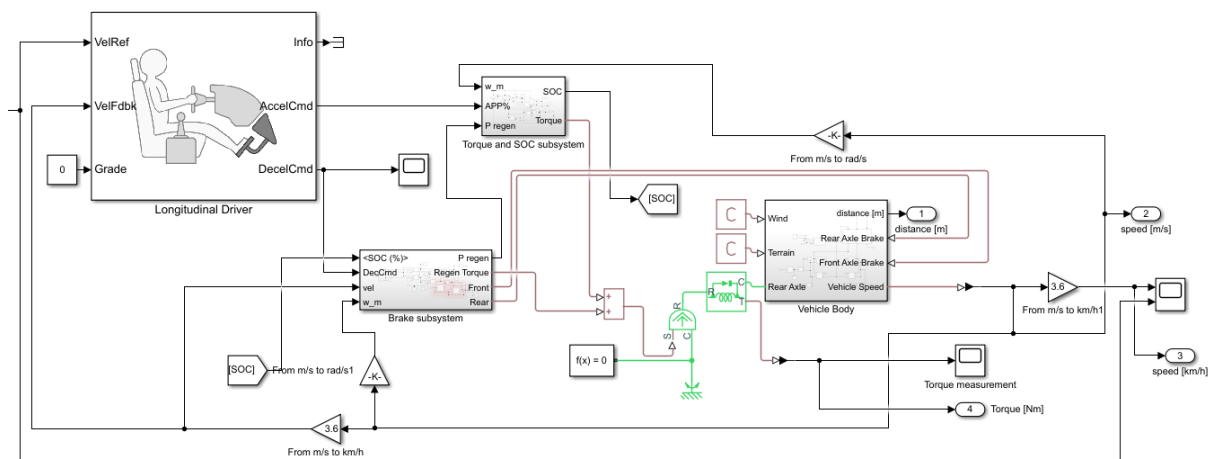 VelRef
Info
VelFdbk
AccelCmd
Grade
DecelCmd
0
Longitudinal Driver
w_m
APP%
P regen
SOC
Torque
Torque and SOC subsystem
-K-
From m/s to rad/s
[SOC]
C
C
Wind
Terrain
Rear Axle
distance [m]
Rear Axle Brake
Front Axle Brake
Vehicle Speed
Vehicle Body
1
distance [m]
2
speed [m/s]
<SOC (%)>
DecCmd
vel
w_m
P regen
Regen Torque
Front
Rear
Brake subsystem
+
+
R
S
C
R
C
T
f(x) = 0
3.6
From m/s to km/h1
3
speed [km/h]
Torque measurement
4
Torque [Nm]
[SOC]
From m/s to rad/s1
-K-
3.6
From m/s to km/h